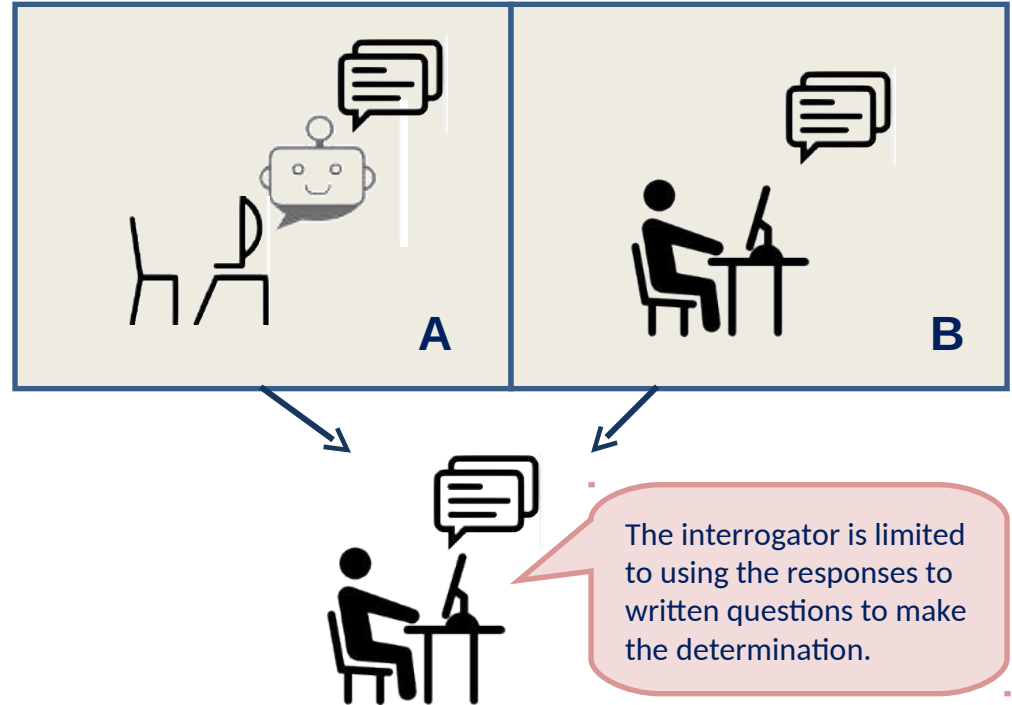 A
B
The interrogator is limited
to using the responses to
written questions to make
the determination.